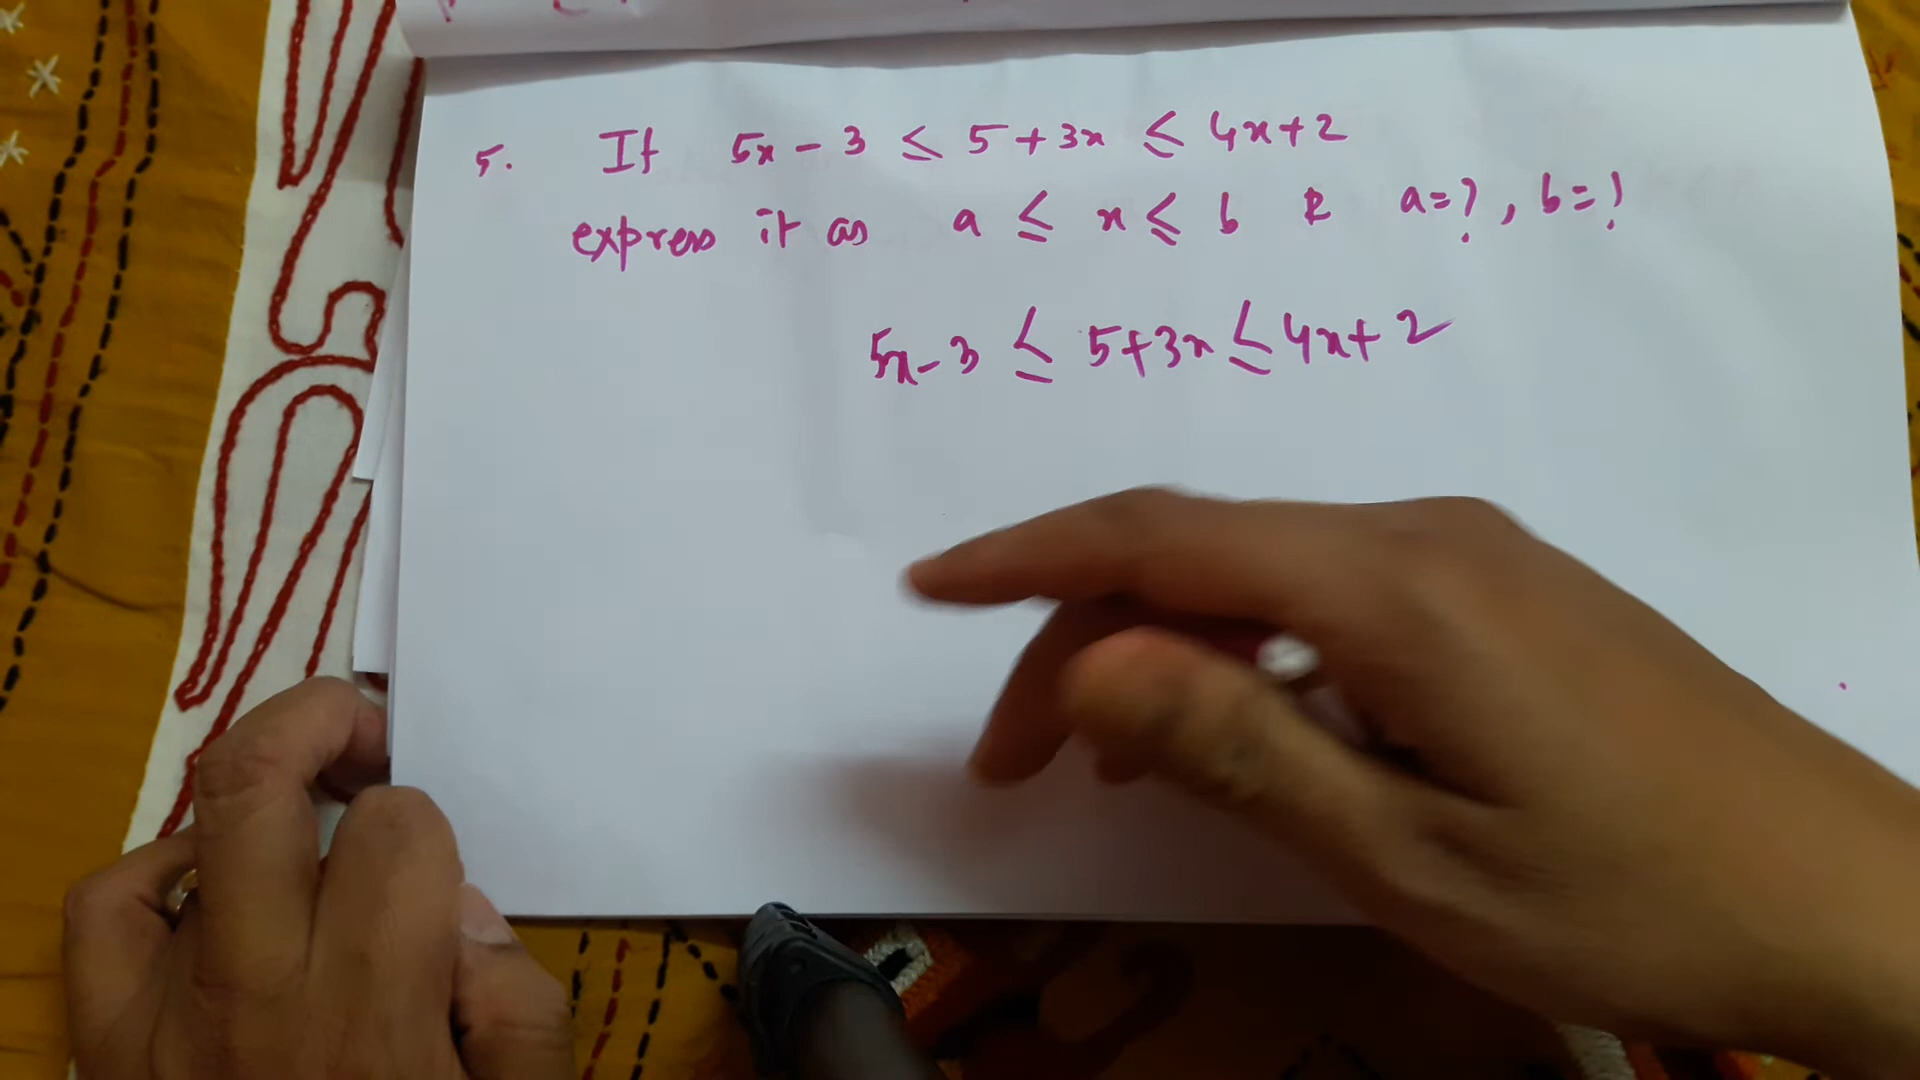 5. If 5x - 3 ≤ 5 + 3x ≤ 4x + 2
express it as a ≤ x ≤ b & a = ?, b = ?
5x - 3 ≤ 5 + 3x ≤ 4x + 2